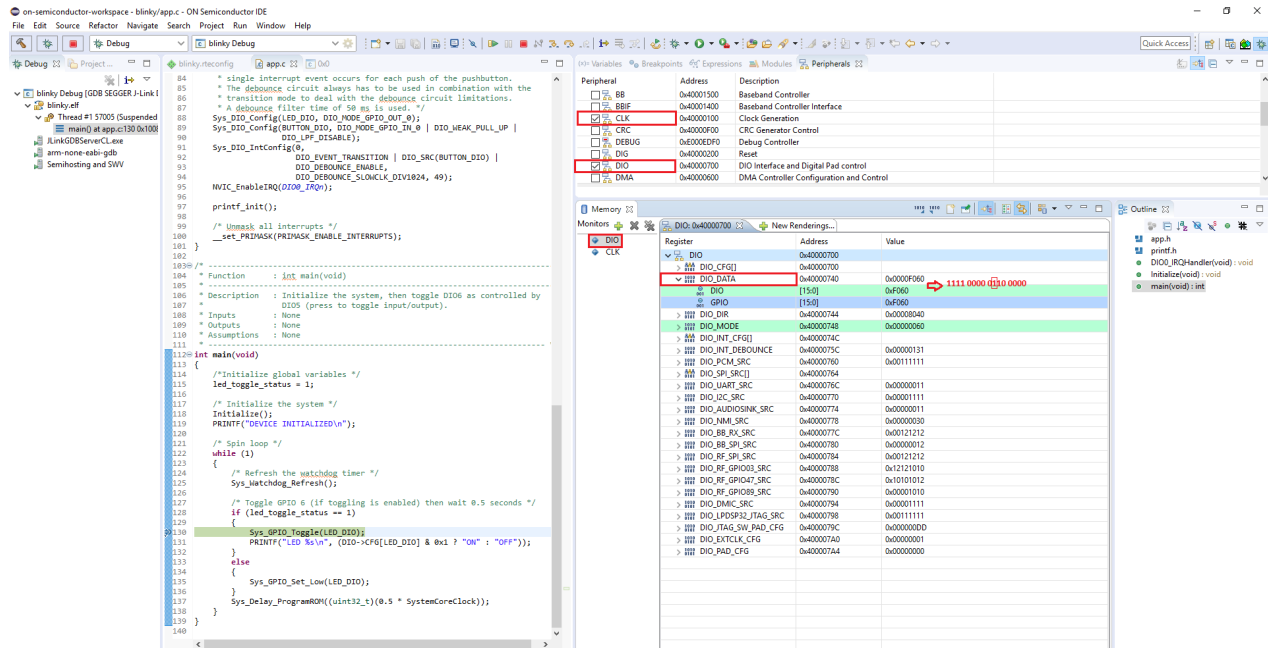 on-semiconductor-workspace - blinky/app.c - ON Semiconductor IDE
File Edit Source Refactor Navigate Search Project Run Window Help
Debug
blinky Debug
Quick Access
Debug
Project ...
blinky Debug [GDB SEGGER J-Link D
blinky.elf
Thread #1 57005 (Suspended
main() at app.c:130 0x1008
JLinkGDBServerCL.exe
arm-none-eabi-gdb
Semihosting and SWV
blinky.rteconfig
app.c
0x0
84 * single interrupt event occurs for each push of the pushbutton.
85 * The debounce circuit always has to be used in combination with the
86 * transition mode to deal with the debounce circuit limitations.
87 * A debounce filter time of 50 ms is used. */
88 Sys_DIO_Config(LED_DIO, DIO_MODE_GPIO_OUT_0);
89 Sys_DIO_Config(BUTTON_DIO, DIO_MODE_GPIO_IN_0 | DIO_WEAK_PULL_UP |
90 DIO_LPF_DISABLE);
91 Sys_DIO_IntConfig(0,
92 DIO_EVENT_TRANSITION | DIO_SRC(BUTTON_DIO) |
93 DIO_DEBOUNCE_ENABLE,
94 DIO_DEBOUNCE_SLOWCLK_DIV1024, 49);
95 NVIC_EnableIRQ(DIO0_IRQn);
96
97 printf_init();
98
99 /* Unmask all interrupts */
100 __set_PRIMASK(PRIMASK_ENABLE_INTERRUPTS);
101 }
102
103 /* ----------------------------------------------------------------------------
104 * Function : int main(void)
105 * ----------------------------------------------------------------------------
106 * Description : Initialize the system, then toggle DIO6 as controlled by
107 * DIO5 (press to toggle input/output).
108 * Inputs : None
109 * Outputs : None
110 * Assumptions : None
111 * ----------------------------------------------------------------------------
112 int main(void)
113 {
114 /*Initialize global variables */
115 led_toggle_status = 1;
116
117 /* Initialize the system */
118 Initialize();
119 PRINTF("DEVICE INITIALIZED\n");
120
121 /* Spin loop */
122 while (1)
123 {
124 /* Refresh the watchdog timer */
125 Sys_Watchdog_Refresh();
126
127 /* Toggle GPIO 6 (if toggling is enabled) then wait 0.5 seconds */
128 if (led_toggle_status == 1)
129 {
130 Sys_GPIO_Toggle(LED_DIO);
131 PRINTF("LED %s\n", (DIO->CFG[LED_DIO] & 0x1 ? "ON" : "OFF"));
132 }
133 else
134 {
135 Sys_GPIO_Set_Low(LED_DIO);
136 }
137 Sys_Delay_ProgramROM((uint32_t)(0.5 * SystemCoreClock));
138 }
139 }
140
(x)= Variables Breakpoints Expressions Modules Peripherals
Peripheral Address Description
BB 0x40001500 Baseband Controller
BBIF 0x40001400 Baseband Controller Interface
CLK 0x40000100 Clock Generation
CRC 0x40000F00 CRC Generator Control
DEBUG 0xE000EDF0 Debug Controller
DIG 0x40000200 Reset
DIO 0x40000700 DIO Interface and Digital Pad control
DMA 0x40000600 DMA Controller Configuration and Control
Memory
Monitors
DIO
CLK
DIO: 0x40000700
New Renderings...
Register Address Value
DIO 0x40000700
DIO_CFG[] 0x40000700
DIO_DATA 0x40000740 0x0000F060
DIO [15:0] 0xF060
1111 0000 0110 0000
GPIO [15:0] 0xF060
DIO_DIR 0x40000744 0x00008040
DIO_MODE 0x40000748 0x00000060
DIO_INT_CFG[] 0x4000074C
DIO_INT_DEBOUNCE 0x4000075C 0x00000131
DIO_PCM_SRC 0x40000760 0x00111111
DIO_SPI_SRC[] 0x40000764
DIO_UART_SRC 0x4000076C 0x00000011
DIO_I2C_SRC 0x40000770 0x00001111
DIO_AUDIOSINK_SRC 0x40000774 0x00000011
DIO_NMI_SRC 0x40000778 0x00000030
DIO_BB_RX_SRC 0x4000077C 0x00121212
DIO_BB_SPI_SRC 0x40000780 0x00000012
DIO_RF_SPI_SRC 0x40000784 0x00121212
DIO_RF_GPIO03_SRC 0x40000788 0x12121010
DIO_RF_GPIO47_SRC 0x4000078C 0x10101012
DIO_RF_GPIO89_SRC 0x40000790 0x00001010
DIO_DMIC_SRC 0x40000794 0x00001111
DIO_LPDSP32_JTAG_SRC 0x40000798 0x00111111
DIO_JTAG_SW_PAD_CFG 0x4000079C 0x000000DD
DIO_EXTCLK_CFG 0x400007A0 0x00000001
DIO_PAD_CFG 0x400007A4 0x00000000
Outline
app.h
printf.h
DIO0_IRQHandler(void) : void
Initialize(void) : void
main(void) : int